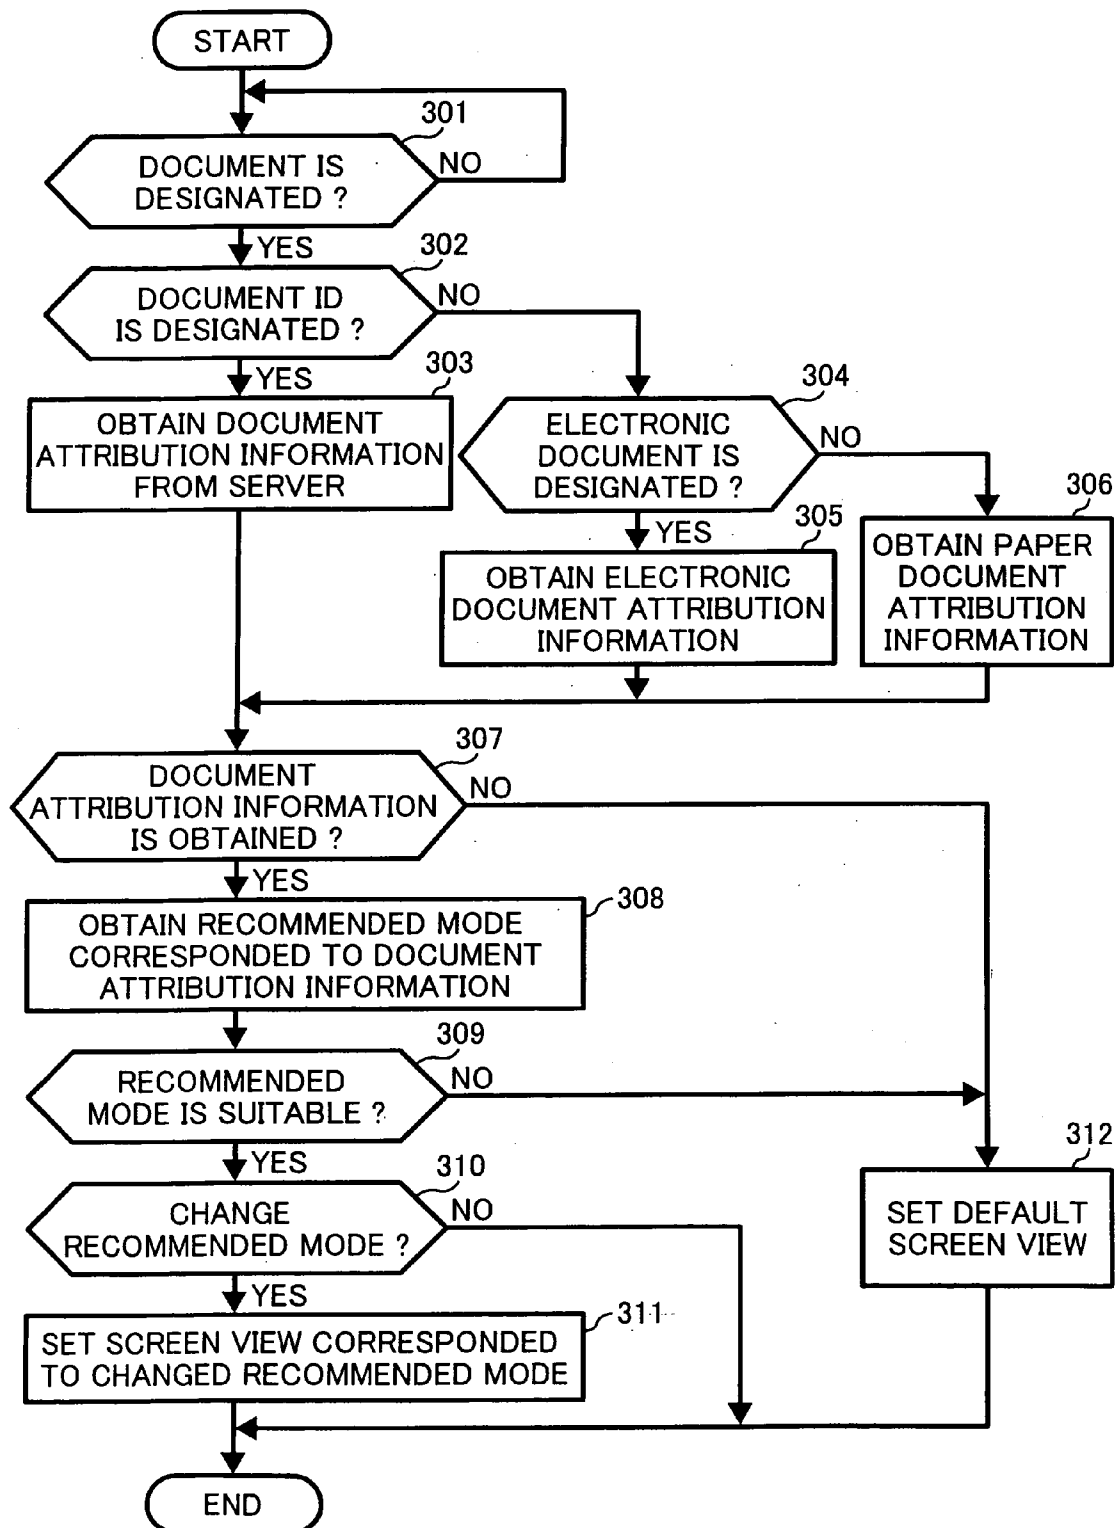 START
301
DOCUMENT IS
DESIGNATED ?
NO
YES
302
DOCUMENT ID
IS DESIGNATED ?
NO
YES
303
OBTAIN DOCUMENT
ATTRIBUTION INFORMATION
FROM SERVER
304
ELECTRONIC
DOCUMENT IS
DESIGNATED ?
NO
YES
305
OBTAIN ELECTRONIC
DOCUMENT ATTRIBUTION
INFORMATION
306
OBTAIN PAPER
DOCUMENT
ATTRIBUTION
INFORMATION
307
DOCUMENT
ATTRIBUTION INFORMATION
IS OBTAINED ?
NO
YES
308
OBTAIN RECOMMENDED MODE
CORRESPONDED TO DOCUMENT
ATTRIBUTION INFORMATION
309
RECOMMENDED
MODE IS SUITABLE ?
NO
YES
310
CHANGE
RECOMMENDED MODE ?
NO
YES
311
SET SCREEN VIEW CORRESPONDED
TO CHANGED RECOMMENDED MODE
312
SET DEFAULT
SCREEN VIEW
END